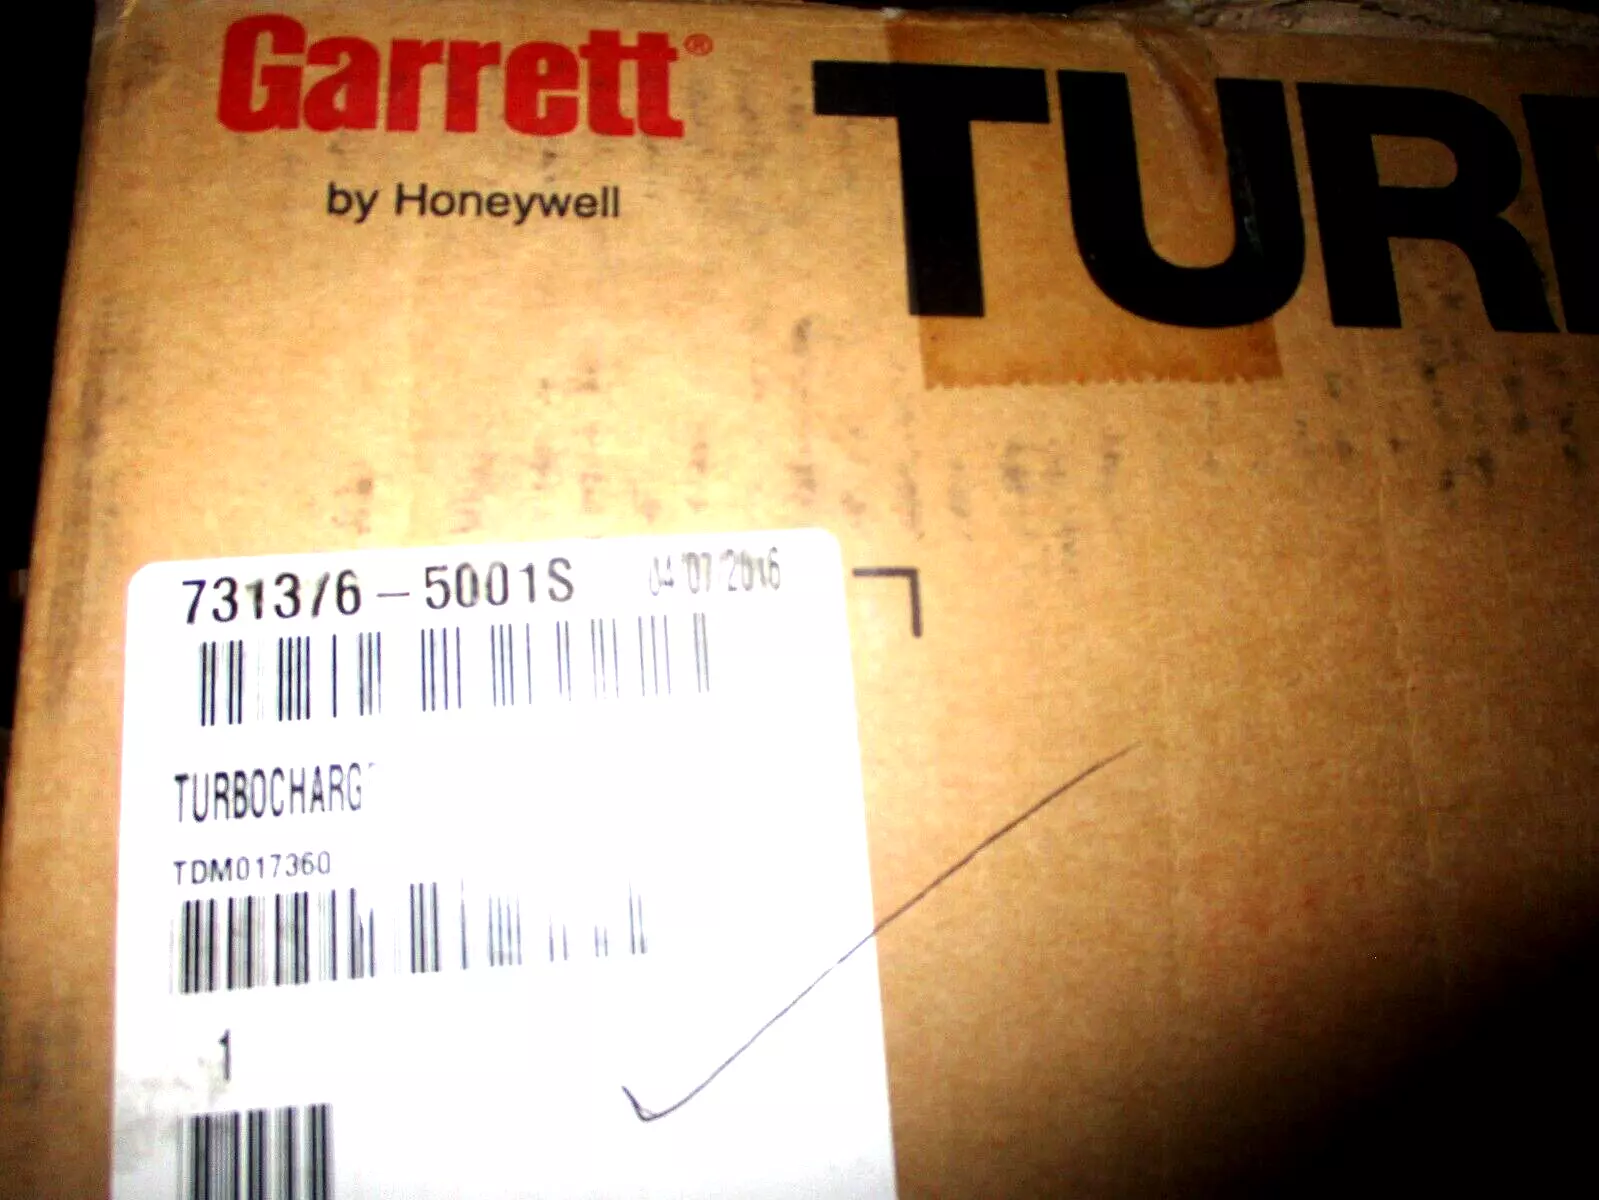 Garrett®
by Honeywell
TUR
731376-5001S 04/07/2016
TURBOCHARG
TDM017360
1